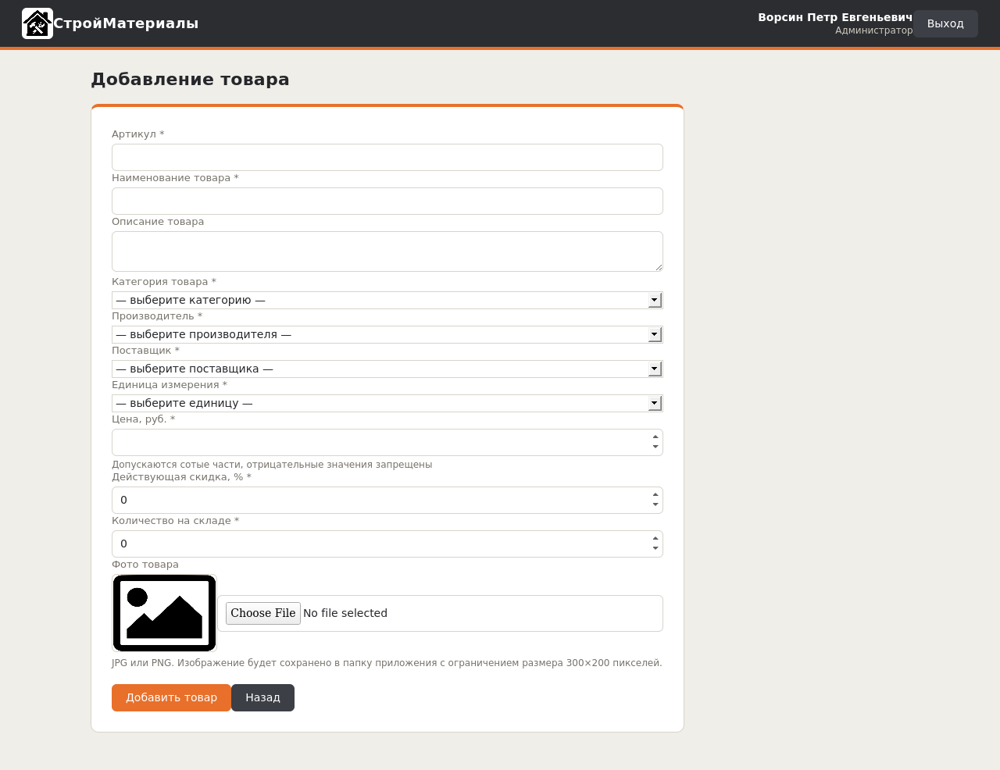 СтройМатериалы
Ворсин Петр Евгеньевич
Администратор
Выход
Добавление товара
Артикул *
Наименование товара *
Описание товара
Категория товара *
— выберите категорию —
Производитель *
— выберите производителя —
Поставщик *
— выберите поставщика —
Единица измерения *
— выберите единицу —
Цена, руб. *
Допускаются сотые части, отрицательные значения запрещены
Действующая скидка, % *
0
Количество на складе *
0
Фото товара
Choose File No file selected
JPG или PNG. Изображение будет сохранено в папку приложения с ограничением размера 300×200 пикселей.
Добавить товар Назад